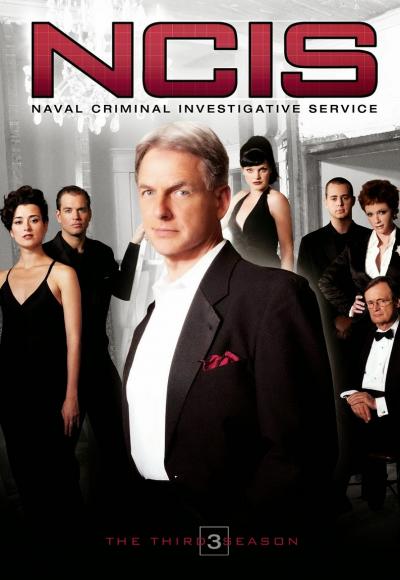 NCIS
NAVAL CRIMINAL INVESTIGATIVE SERVICE
THE THIRD 3 SEASON